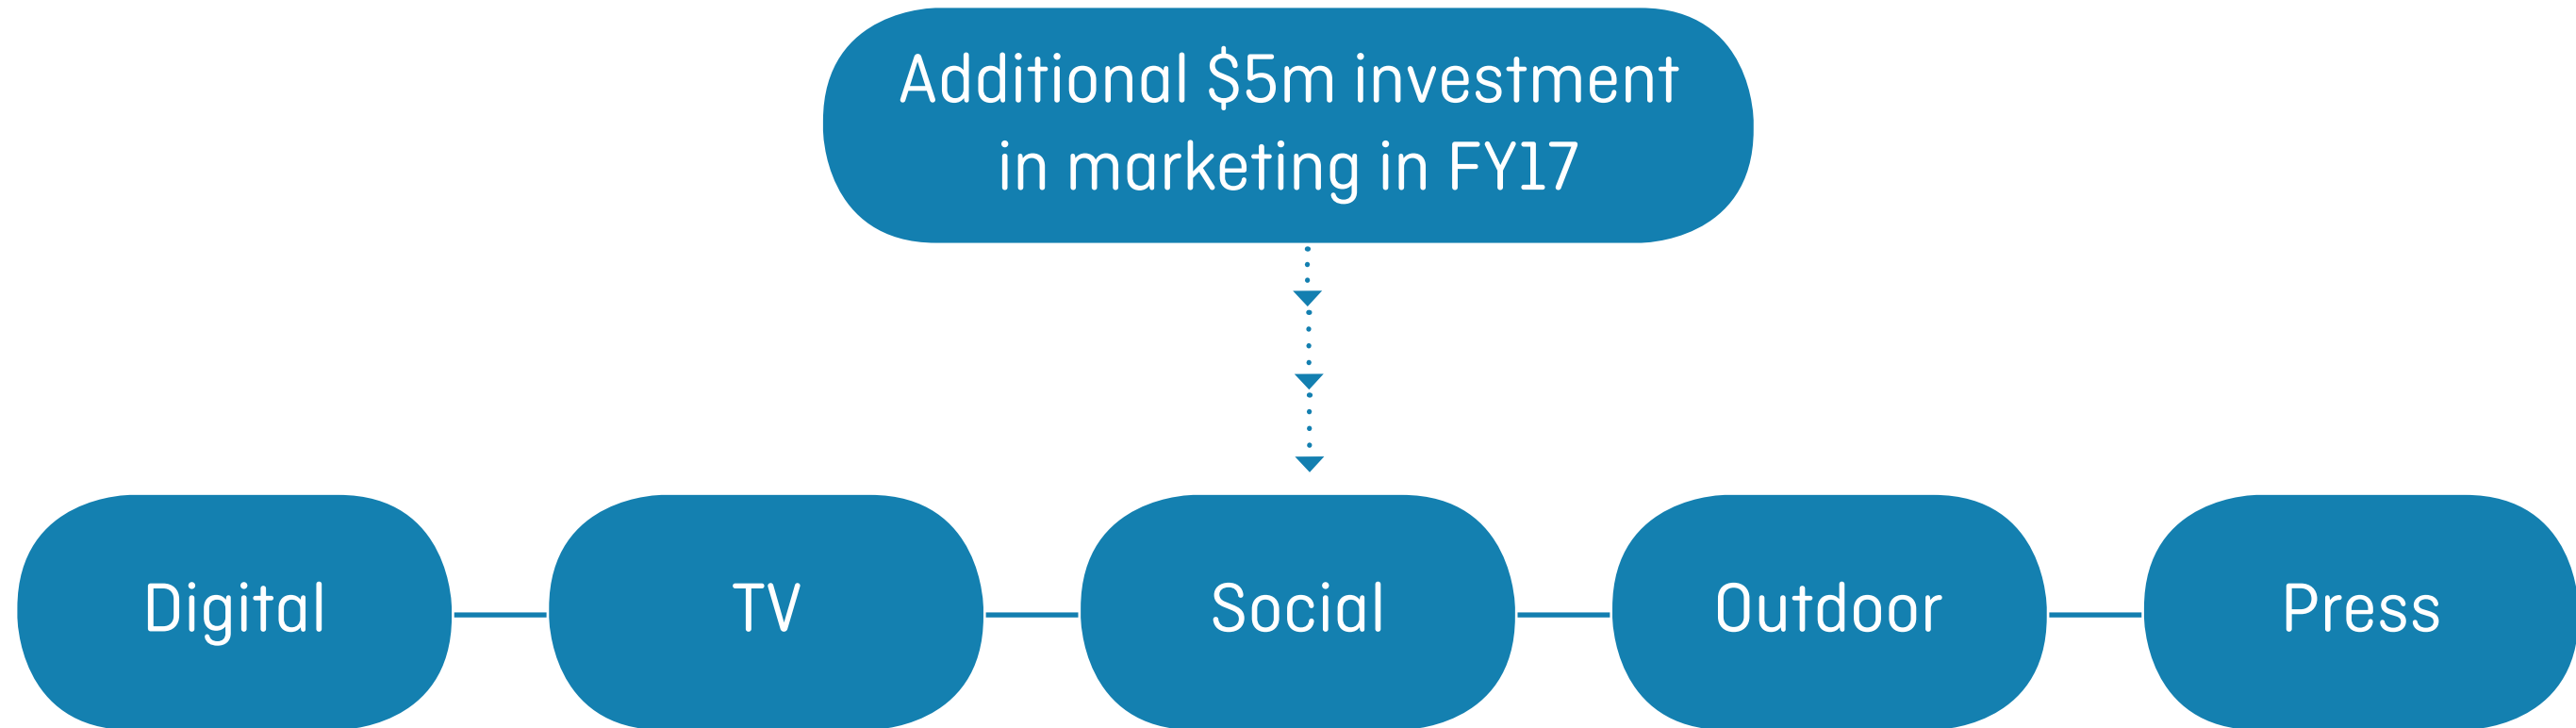 Additional $5m investment
in marketing in FY17
Digital
TV
Social
Outdoor
Press